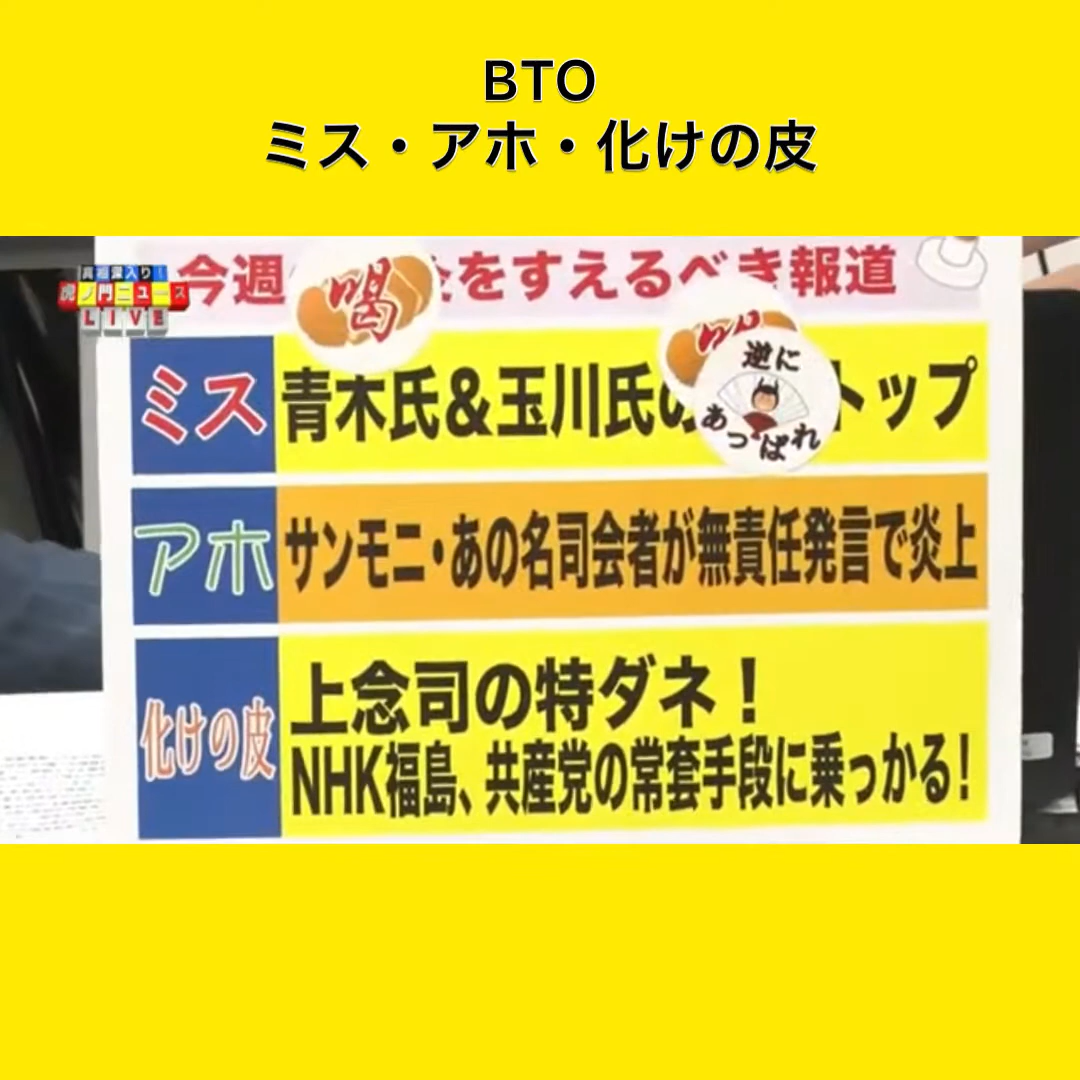 BTO
ミス・アホ・化けの皮
真相深入り!
虎ノ門ニュース
LIVE
今週
喝
をすえるべき報道
ミス
青木氏&玉川氏の
トップ
逆に
あっぱれ
アホ
サンモニ・あの名司会者が無責任発言で炎上
化けの皮
上念司の特ダネ!
NHK福島、共産党の常套手段に乗っかる!